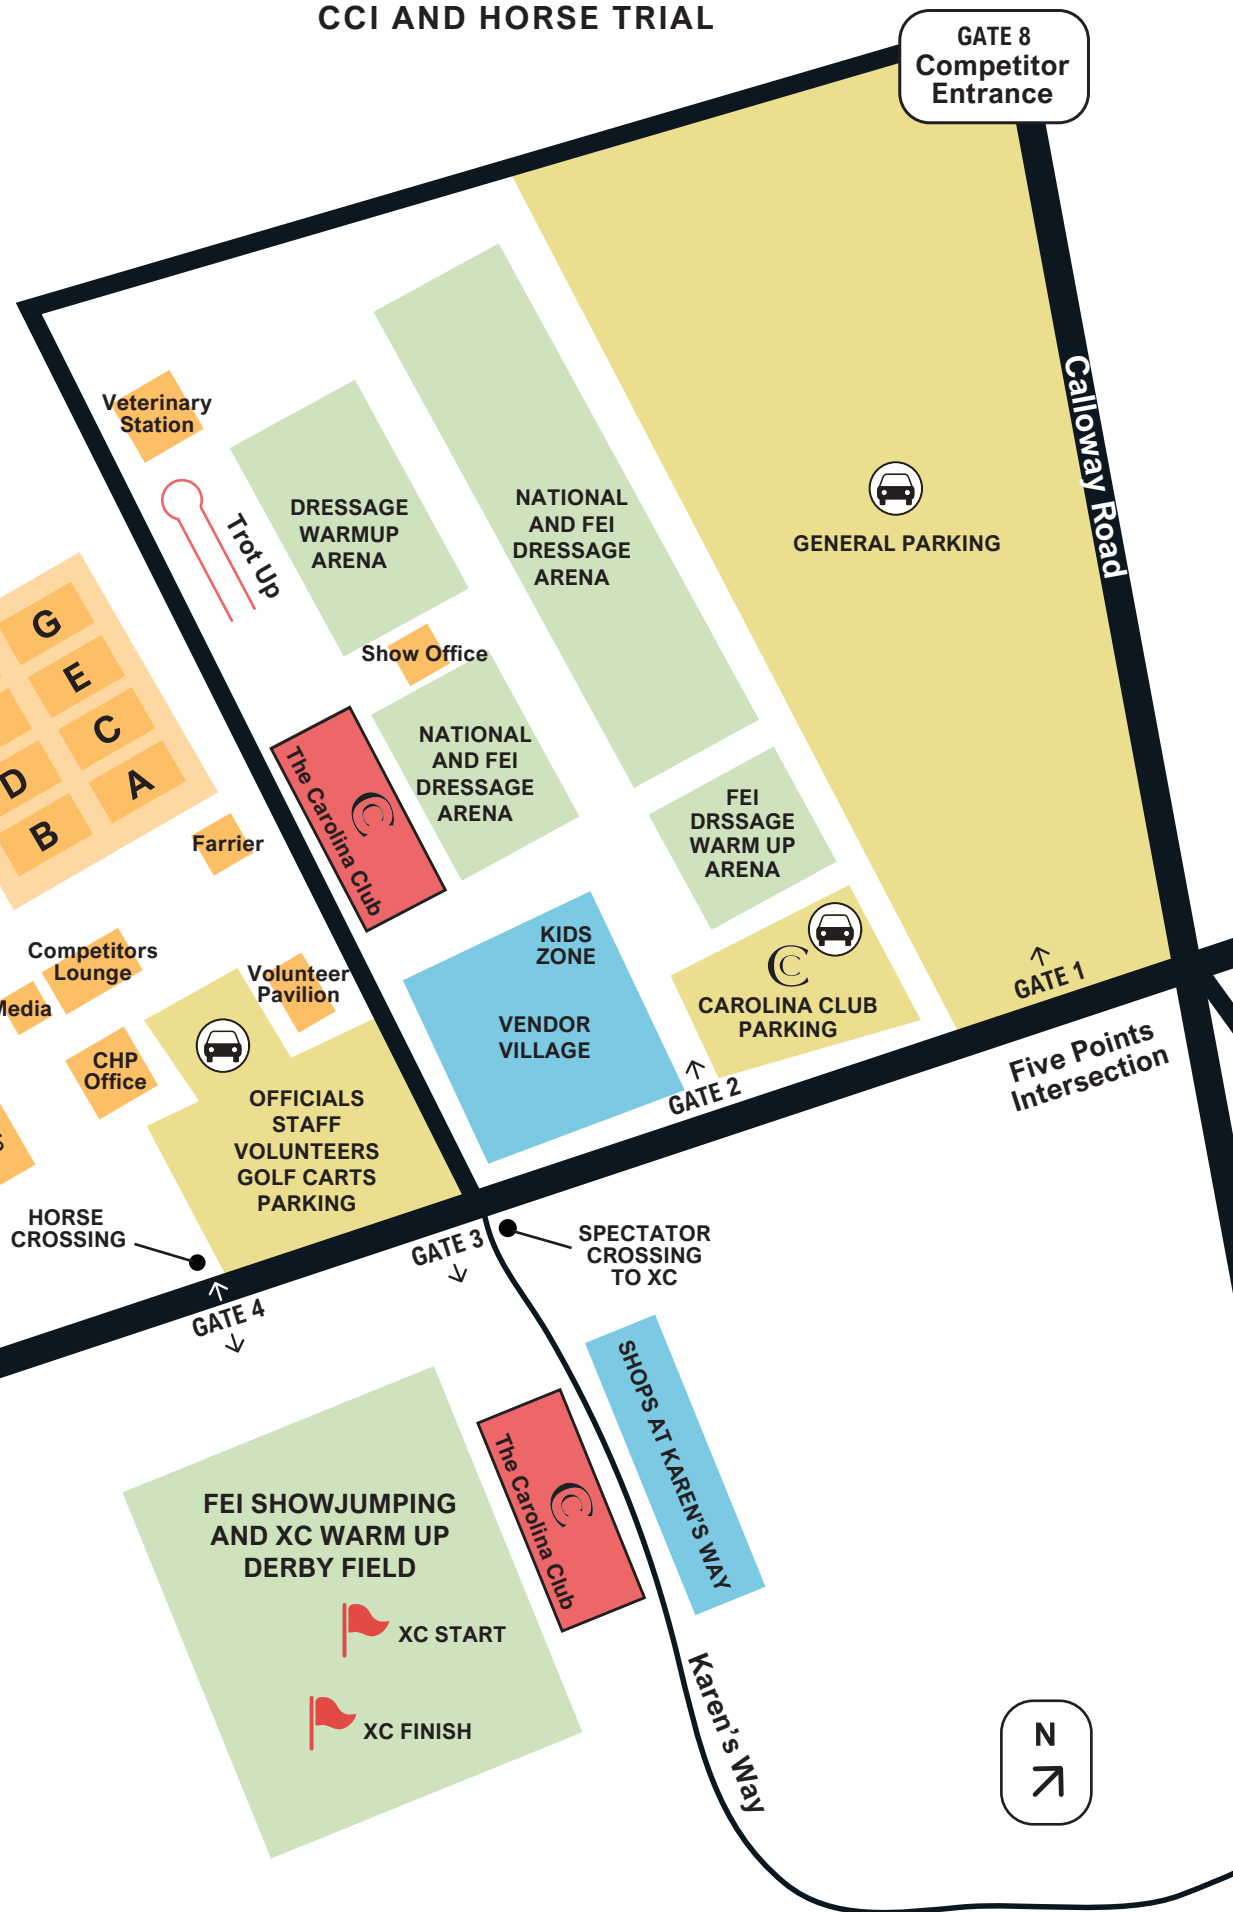 CCI AND HORSE TRIAL
GATE 8
Competitor
Entrance
Calloway Road
Veterinary
Station
Trot Up
DRESSAGE
WARMUP
ARENA
NATIONAL
AND FEI
DRESSAGE
ARENA
GENERAL PARKING
G
E
C
A
D
B
Show Office
The Carolina Club
C
NATIONAL
AND FEI
DRESSAGE
ARENA
FEI
DRSSAGE
WARM UP
ARENA
Farrier
Competitors
Lounge
Media
Volunteer
Pavilion
CHP
Office
KIDS
ZONE
VENDOR
VILLAGE
C
CAROLINA CLUB
PARKING
GATE 1
GATE 2
Five Points
Intersection
OFFICIALS
STAFF
VOLUNTEERS
GOLF CARTS
PARKING
HORSE
CROSSING
GATE 3
SPECTATOR
CROSSING
TO XC
GATE 4
SHOPS AT KAREN'S WAY
The Carolina Club
C
FEI SHOWJUMPING
AND XC WARM UP
DERBY FIELD
XC START
XC FINISH
Karen's Way
N